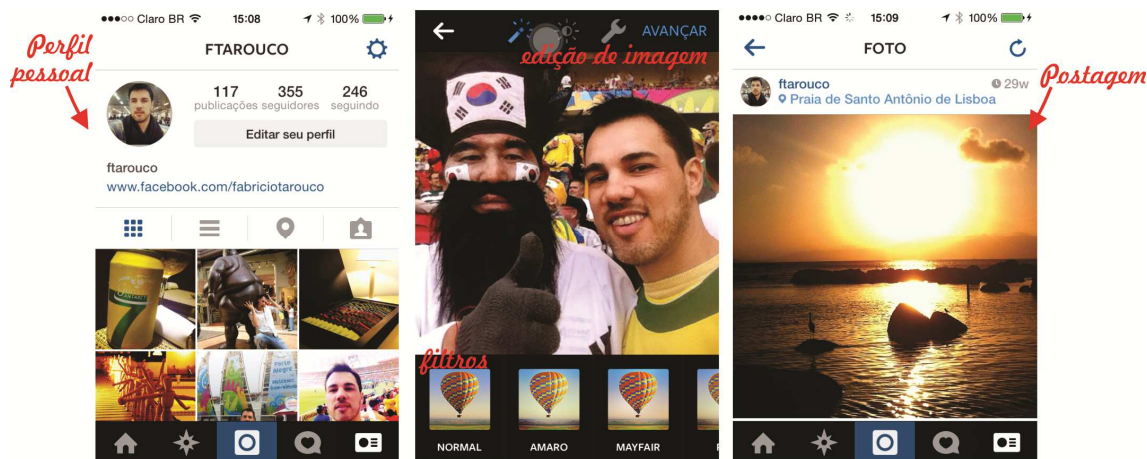 Perfil
pessoal
Claro BR 15:08 100%
FTAROUCO
117 355 246
publicações seguidores seguindo
Editar seu perfil
ftarouco
www.facebook.com/fabriciotarouco
AVANÇAR
edição de imagem
filtros
NORMAL AMARO MAYFAIR
Claro BR 15:09 100%
FOTO
ftarouco 29w
Praia de Santo Antônio de Lisboa
Postagem